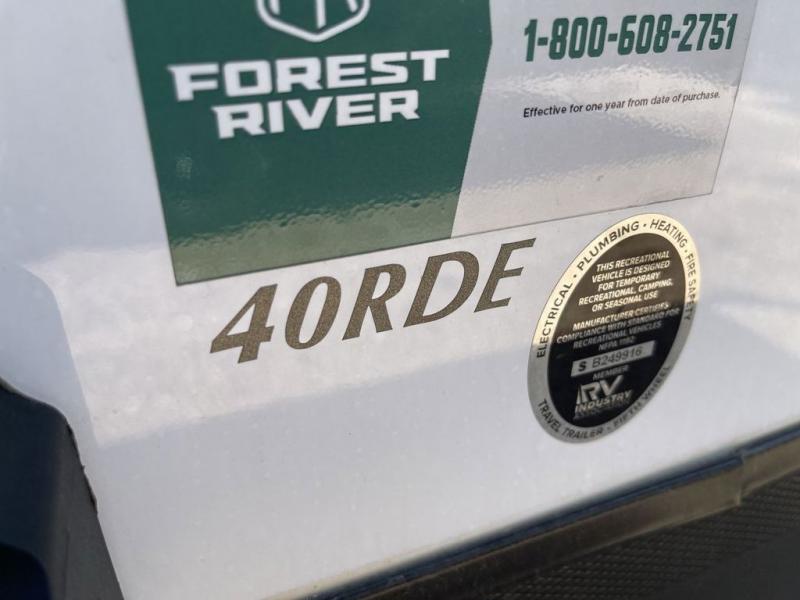 FOREST
RIVER
1-800-608-2751
Effective for one year from date of purchase.
40RDE
ELECTRICAL · PLUMBING · HEATING · FIRE SAFETY
THIS RECREATIONAL
VEHICLE IS DESIGNED
FOR TEMPORARY
RECREATIONAL, CAMPING,
OR SEASONAL USE
MANUFACTURER CERTIFIES
COMPLIANCE WITH STANDARD FOR
RECREATIONAL VEHICLES
NFPA 1192
S B249916
MEMBER
RV
INDUSTRY
ASSOCIATION
TRAVEL TRAILER · FIFTH WHEEL